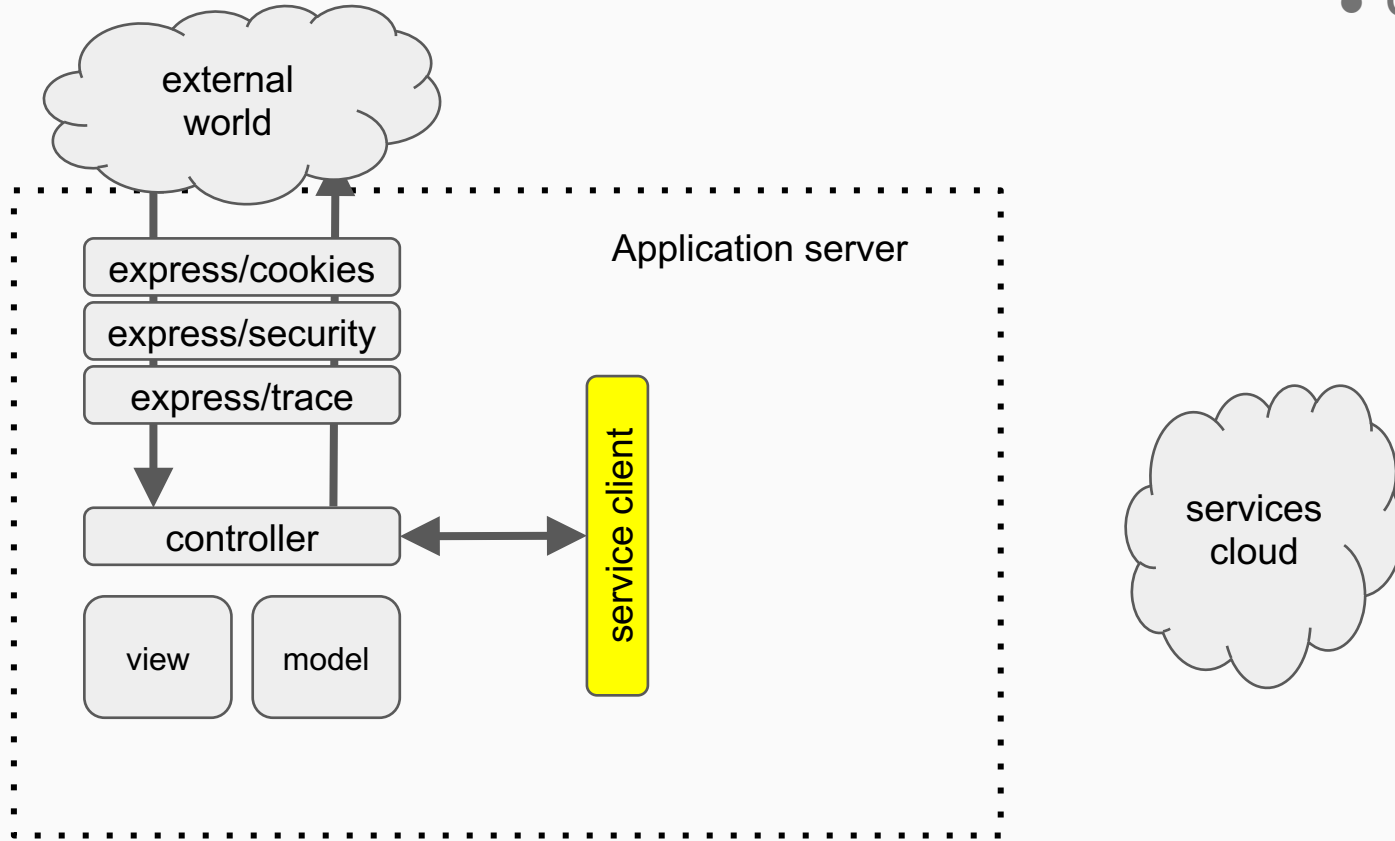 external
world
Application server
express/cookies
express/security
express/trace
controller
service client
view
model
services
cloud